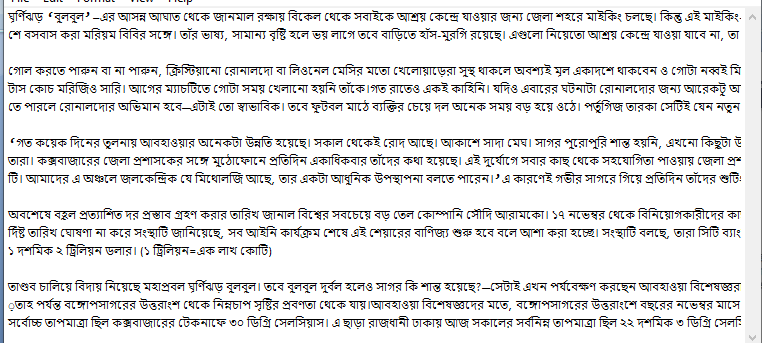 ঘূর্ণিঝড় ‘বুলবুল’–এর আসন্ন আঘাত থেকে জানমাল রক্ষায় বিকেল থেকে সবাইকে আশ্রয় কেন্দ্রে যাওয়ার জন্য জেলা শহরে মাইকিং চলছে। কিন্তু এই মাইকিং
শে বসবাস করা মরিয়ম বিবির সঙ্গে। তাঁর ভাষ্য, সামান্য বৃষ্টি হলে ভয় লাগে তবে বাড়িতে হাঁস-মুরগি রয়েছে। এগুলো নিয়েতো আশ্রয় কেন্দ্রে যাওয়া যাবে না, তা
গোল করতে পারুন বা না পারুন, ক্রিস্টিয়ানো রোনালদো বা লিওনেল মেসির মতো খেলোয়াড়েরা সুস্থ থাকলে অবশ্যই মূল একাদশে থাকবেন ও গোটা নব্বই মি
টাস কোচ মরিজিও সারি। আগের ম্যাচটিতে গোটা সময় খেলানো হয়নি তাঁকে।গত রাতেও একই কাহিনি। যদিও এবারের ঘটনাটা রোনালদোর জন্য আরেকটু অ
তে পারলে রোনালদোর অভিমান হবে—এটাই তো স্বাভাবিক। তবে ফুটবল মাঠে ব্যক্তির চেয়ে দল অনেক সময় বড় হয়ে ওঠে। পর্তুগিজ তারকা সেটিই যেন নতুন
‘গত কয়েক দিনের তুলনায় আবহাওয়ার অনেকটা উন্নতি হয়েছে। সকাল থেকেই রোদ আছে। আকাশে সাদা মেঘ। সাগর পুরোপুরি শান্ত হয়নি, এখনো কিছুটা উ
তারা। কক্সবাজারের জেলা প্রশাসকের সঙ্গে মুঠোফোনে প্রতিদিন একাধিকবার তাঁদের কথা হয়েছে। এই দুর্যোগে সবার কাছ থেকে সহযোগিতা পাওয়ায় জেলা প্রশ
টি। আমাদের এ অঞ্চলে জলকেন্দ্রিক যে মিথোলজি আছে, তার একটা আধুনিক উপস্থাপনা বলতে পারেন।’ এ কারণেই গভীর সাগরে গিয়ে প্রতিদিন তাঁদের শুটি
অবশেষে বহুল প্রত্যাশিত দর প্রস্তাব গ্রহণ করার তারিখ জানাল বিশ্বের সবচেয়ে বড় তেল কোম্পানি সৌদি আরামকো। ১৭ নভেম্বর থেকে বিনিয়োগকারীদের কা
র্দিষ্ট তারিখ ঘোষণা না করে সংস্থাটি জানিয়েছে, সব আইনি কার্যক্রম শেষে এই শেয়ারের বাণিজ্য শুরু হবে বলে আশা করা হচ্ছে। সংস্থাটি বলছে, তারা সিটি ব্যাং
১ দশমিক ২ ট্রিলিয়ন ডলার। (১ ট্রিলিয়ন=এক লাখ কোটি)
তাণ্ডব চালিয়ে বিদায় নিয়েছে মহাপ্রবল ঘূর্ণিঝড় বুলবুল। তবে বুলবুল দুর্বল হলেও সাগর কি শান্ত হয়েছে?—সেটাই এখন পর্যবেক্ষণ করছেন আবহাওয়া বিশেষজ্ঞর
়তাহ পর্যন্ত বঙ্গোপসাগরের উত্তরাংশ থেকে নিম্নচাপ সৃষ্টির প্রবণতা থেকে যায়।আবহাওয়া বিশেষজ্ঞদের মতে, বঙ্গোপসাগরের উত্তরাংশে বছরের নভেম্বর মাসে
সর্বোচ্চ তাপমাত্রা ছিল কক্সবাজারের টেকনাফে ৩০ ডিগ্রি সেলসিয়াস। এ ছাড়া রাজধানী ঢাকায় আজ সকালের সর্বনিম্ন তাপমাত্রা ছিল ২২ দশমিক ৩ ডিগ্রি সেলসি